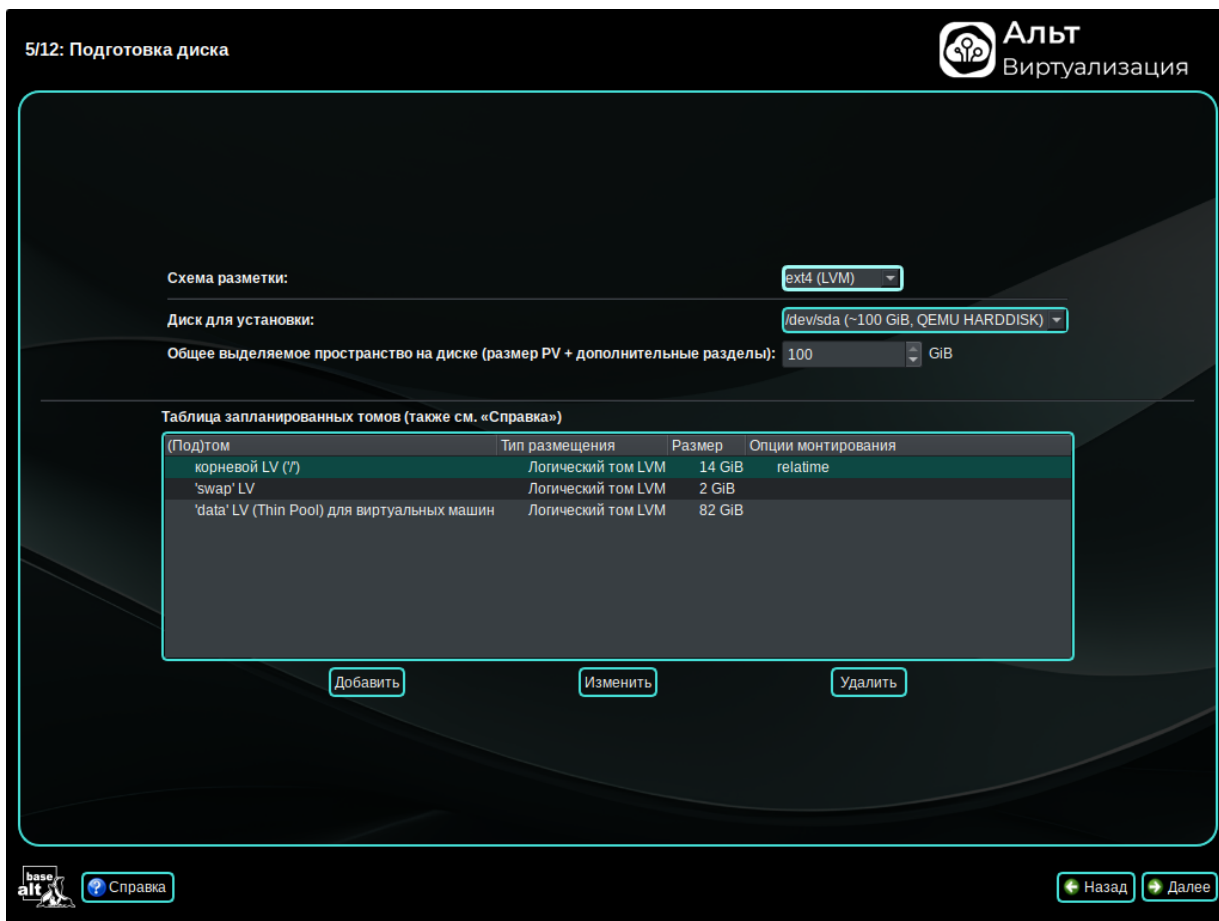 5/12: Подготовка диска
Альт
Виртуализация
Схема разметки: ext4 (LVM)
Диск для установки: /dev/sda (~100 GiB, QEMU HARDDISK)
Общее выделяемое пространство на диске (размер PV + дополнительные разделы): 100 GiB
Таблица запланированных томов (также см. «Справка»)
(Под)том Тип размещения Размер Опции монтирования
корневой LV ('/') Логический том LVM 14 GiB relatime
'swap' LV Логический том LVM 2 GiB
'data' LV (Thin Pool) для виртуальных машин Логический том LVM 82 GiB
Добавить Изменить Удалить
base
alt
Справка Назад Далее